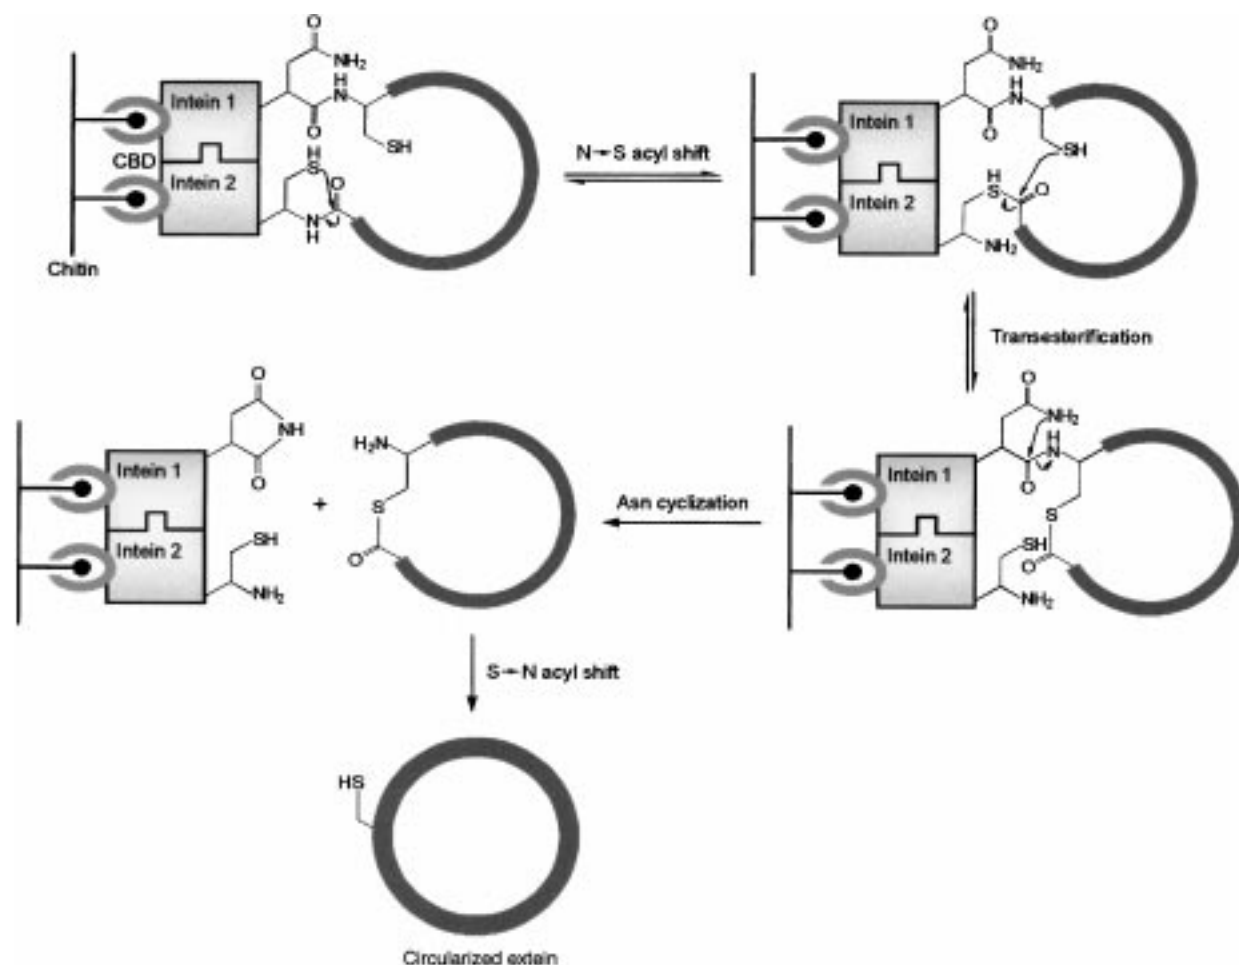 O
NH₂
H
N
Intein 1
O
SH
CBD
H
S
O
Intein 2
N
H
Chitin
N→S acyl shift
O
NH₂
H
N
Intein 1
O
SH
H
S
O
Intein 2
NH₂
Transesterification
O
NH₂
H
N
Intein 1
O
S
SH
Intein 2
O
NH₂
Asn cyclization
O
NH
Intein 1
O
SH
Intein 2
NH₂
+
H₂N
S
O
S→N acyl shift
HS
Circularized extein